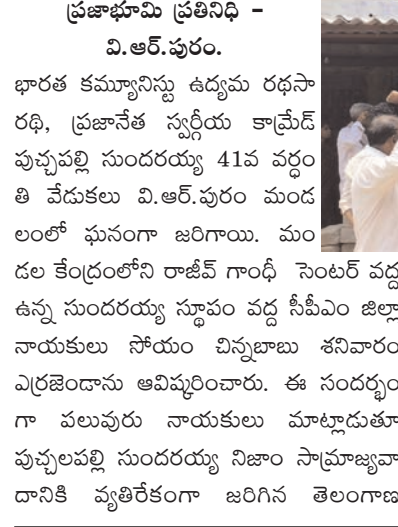 ప్రజాభూమి ప్రతినిధి -
వి.ఆర్.పురం.
భారత కమ్యూనిస్టు ఉద్యమ రథసా
రథి, ప్రజానేత స్వర్గీయ కామ్రేడ్
పుచ్చపల్లి సుందరయ్య 41వ వర్ధం
తి వేడుకలు వి.ఆర్.పురం మండ
లంలో ఘనంగా జరిగాయి. మం
డల కేంద్రంలోని రాజీవ్ గాంధీ సెంటర్ వద్ద
ఉన్న సుందరయ్య స్థూపం వద్ద సీపీఎం జిల్లా
నాయకులు సోయం చిన్నబాబు శనివారం
ఎర్రజెండాను ఆవిష్కరించారు. ఈ సందర్భం
గా పలువురు నాయకులు మాట్లాడుతూ
పుచ్చలపల్లి సుందరయ్య నిజాం సామ్రాజ్యవా
దానికి వ్యతిరేకంగా జరిగిన తెలంగాణ